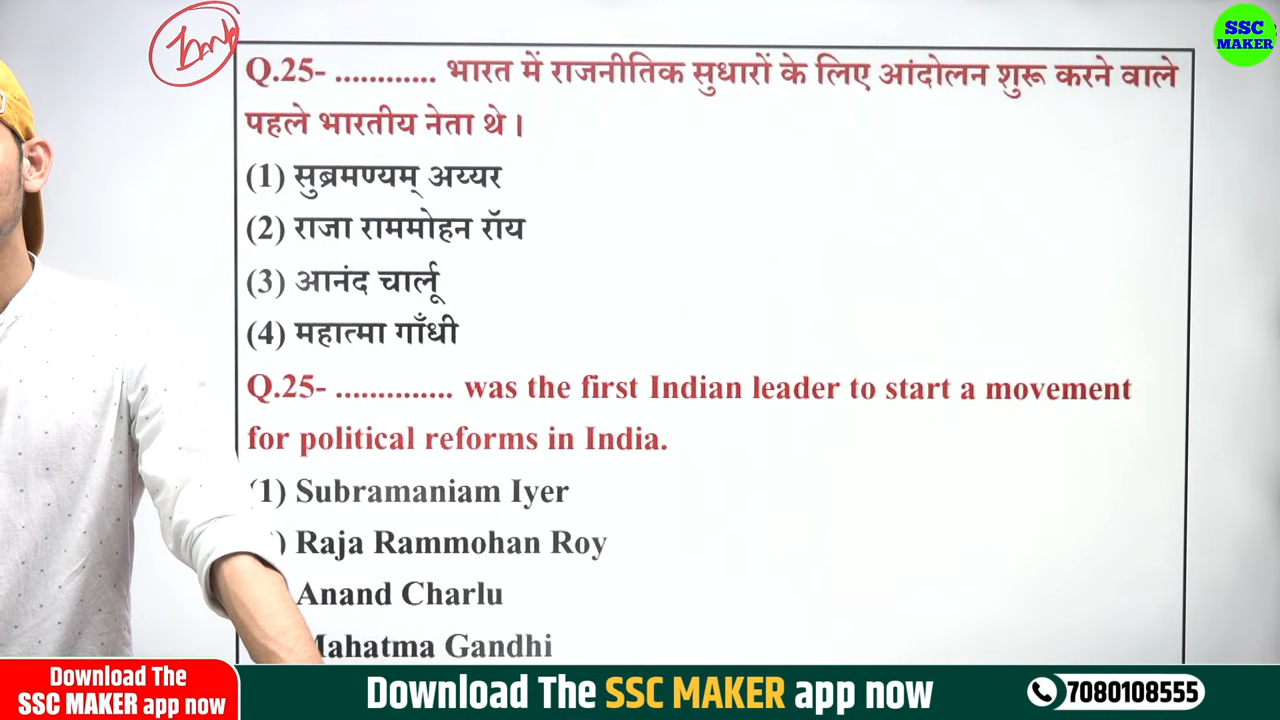 Imp
SSC
MAKER
Q.25- ............ भारत में राजनीतिक सुधारों के लिए आंदोलन शुरू करने वाले
पहले भारतीय नेता थे।
(1) सुब्रमण्यम् अय्यर
(2) राजा राममोहन रॉय
(3) आनंद चार्लू
(4) महात्मा गाँधी
Q.25- .............. was the first Indian leader to start a movement
for political reforms in India.
(1) Subramaniam Iyer
) Raja Rammohan Roy
Anand Charlu
Mahatma Gandhi
Download The
SSC MAKER app now
Download The SSC MAKER app now
7080108555